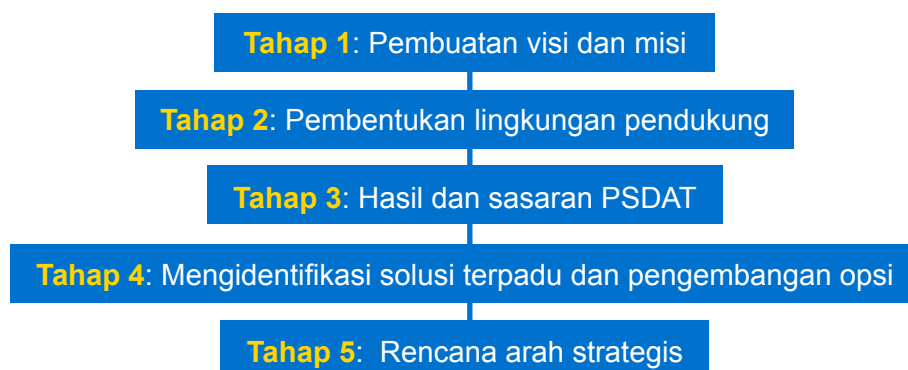 Tahap 1: Pembuatan visi dan misi
Tahap 2: Pembentukan lingkungan pendukung
Tahap 3: Hasil dan sasaran PSDAT
Tahap 4: Mengidentifikasi solusi terpadu dan pengembangan opsi
Tahap 5: Rencana arah strategis